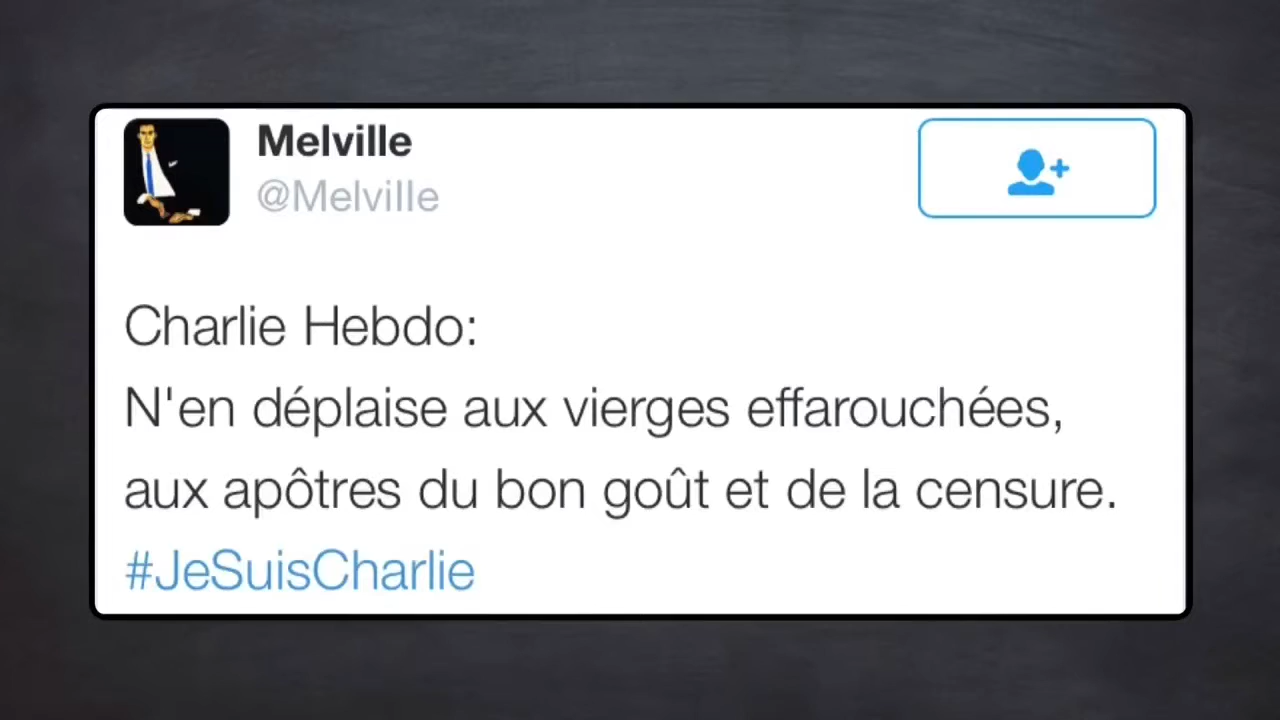 Melville
@Melville
Charlie Hebdo:
N'en déplaise aux vierges effarouchées,
aux apôtres du bon goût et de la censure.
#JeSuisCharlie